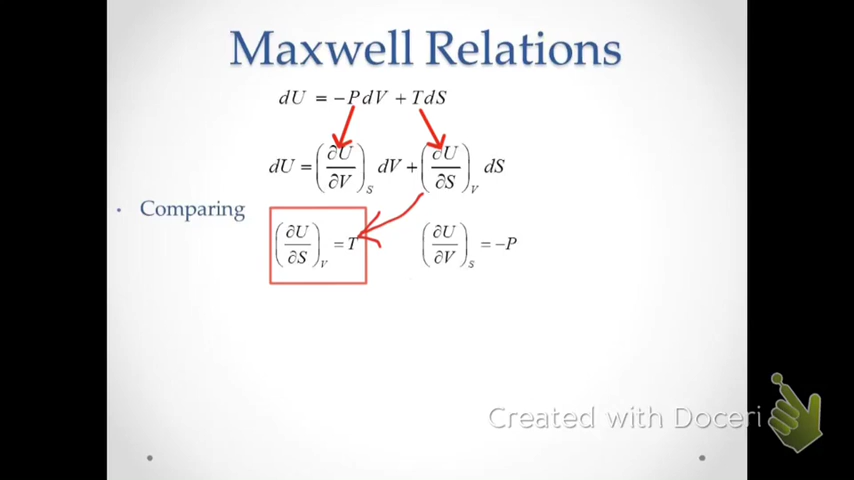 Maxwell Relations
dU = −PdV + TdS
dU = (∂U/∂V)_S dV + (∂U/∂S)_V dS
• Comparing
(∂U/∂S)_V = T (∂U/∂V)_S = −P
Created with Doceri